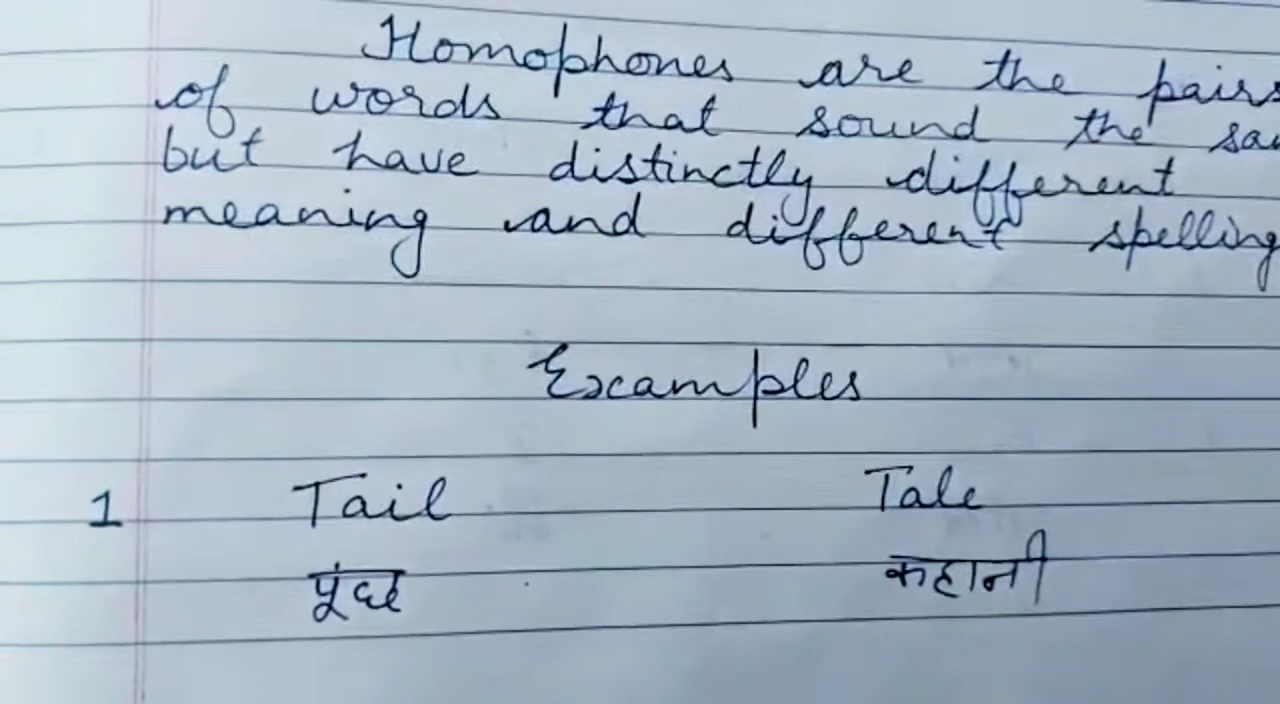 Homophones are the pairs
of words that sound the
but have distinctly different
meaning and different spelling
Examples
1 Tail Tale
पूंछ कहानी